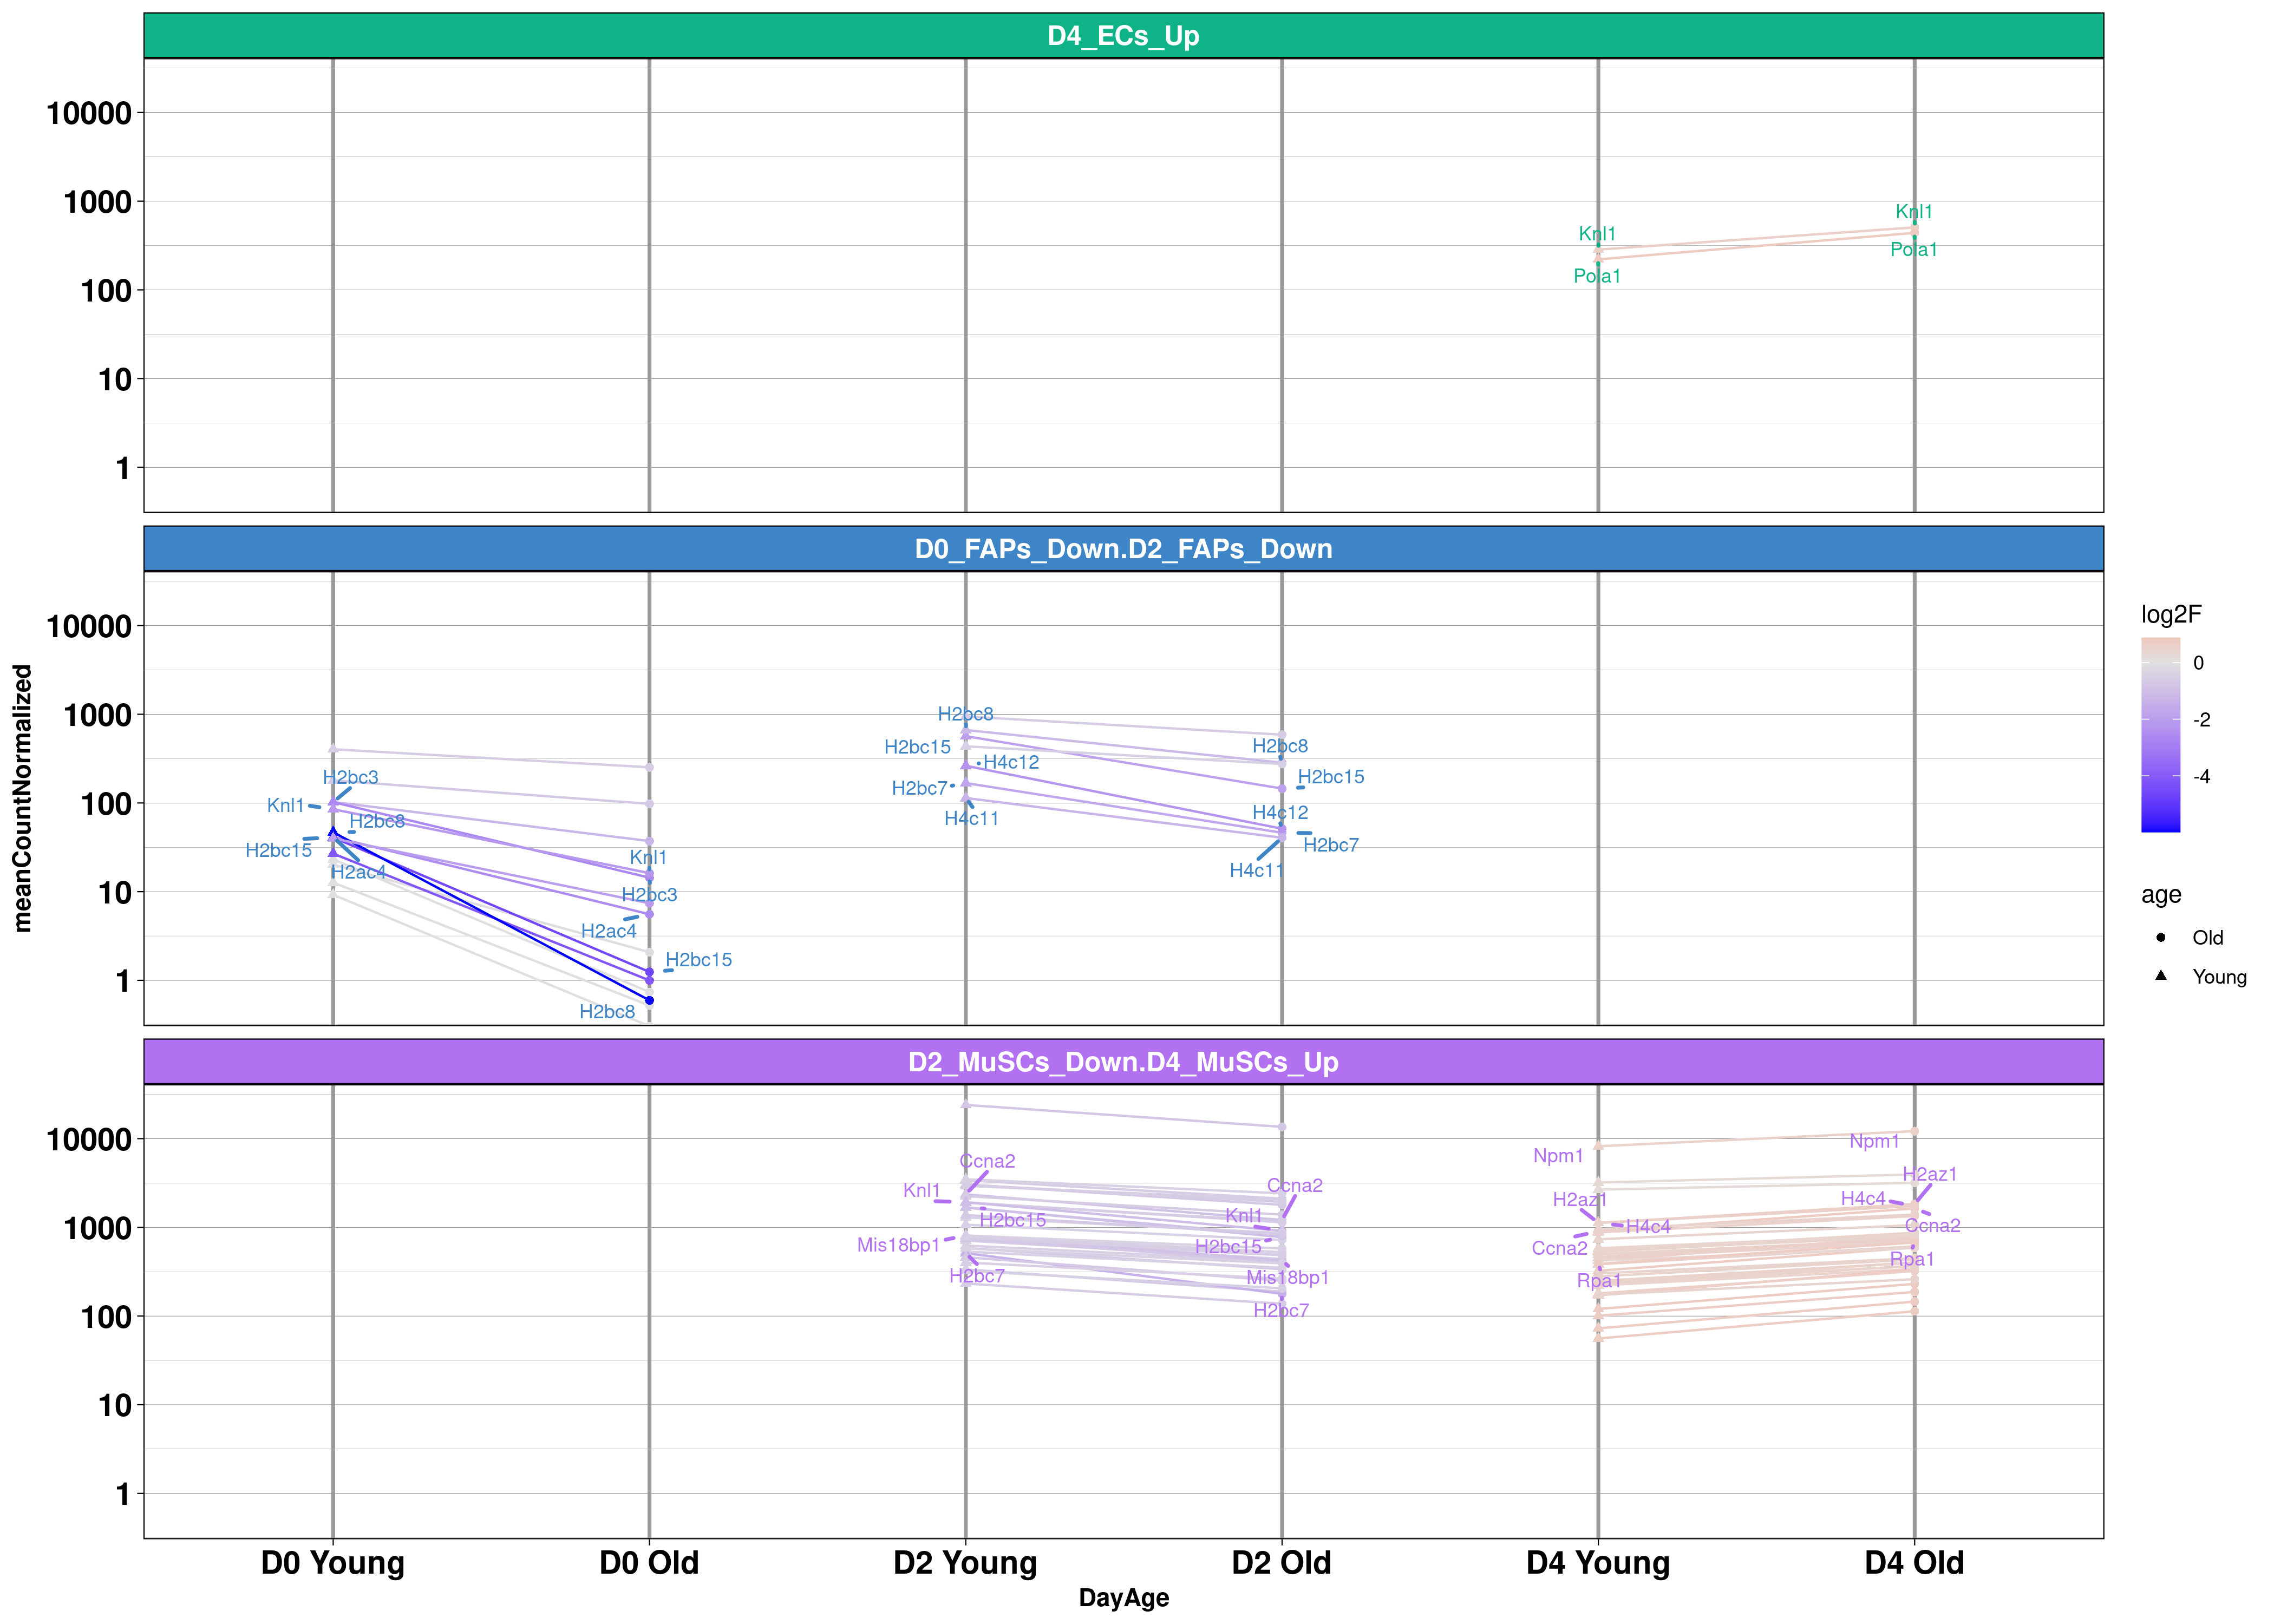 D4_ECs_Up
10000
1000
100
10
1
Knl1
Pola1
Knl1
Pola1
D0_FAPs_Down.D2_FAPs_Down
meanCountNormalized
10000
1000
100
10
1
H2bc3
Knl1
H2bc8
H2bc15
H2ac4
Knl1
H2bc3
H2ac4
H2bc15
H2bc8
H2bc8
H2bc15
H4c12
H2bc7
H4c11
H2bc8
H2bc15
H4c12
H2bc7
H4c11
log2F
0
-2
-4
age
Old
Young
D2_MuSCs_Down.D4_MuSCs_Up
10000
1000
100
10
1
Ccna2
Knl1
H2bc15
Mis18bp1
H2bc7
Ccna2
Knl1
H2bc15
Mis18bp1
H2bc7
Npm1
H2az1
H4c4
Ccna2
Rpa1
Npm1
H2az1
H4c4
Ccna2
Rpa1
D0 Young
D0 Old
D2 Young
D2 Old
D4 Young
D4 Old
DayAge